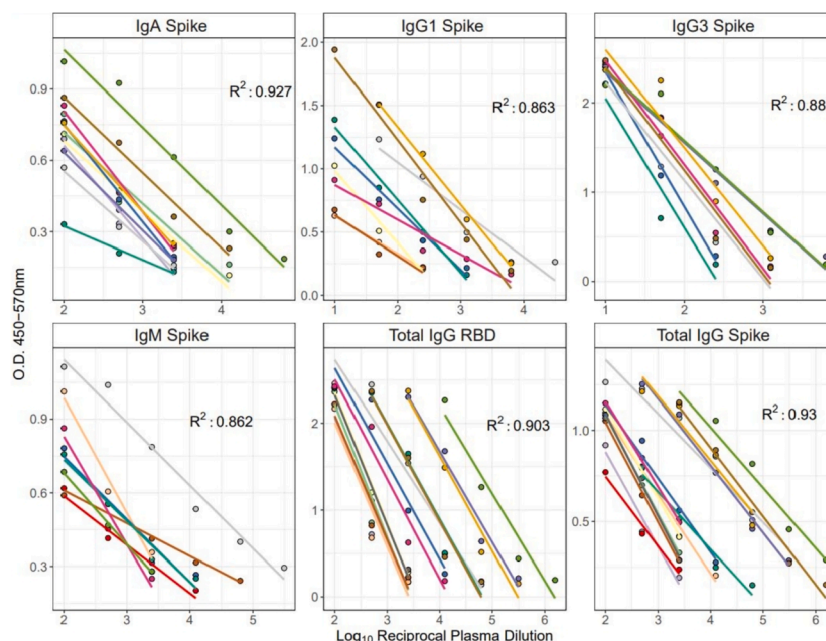 IgA Spike
IgG1 Spike
IgG3 Spike
O.D. 450-570nm
0.9
0.6
0.3
R²:0.927
2 3 4 5
2.0
1.5
1.0
0.5
0.0
R²:0.863
1 2 3 4 5
2
1
0
R²:0.88
1 2 3
IgM Spike
Total IgG RBD
Total IgG Spike
0.9
0.6
0.3
R²:0.862
2 3 4 5
2
1
0
R²:0.903
2 3 4 5 6
1.0
0.5
R²:0.93
2 3 4 5 6
Log₁₀ Reciprocal Plasma Dilution